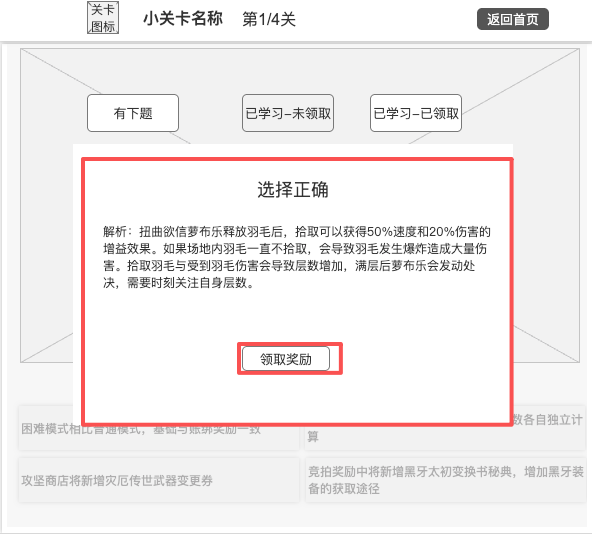 关卡
图标
小关卡名称
第1/4关
返回首页
有下题
已学习-未领取
已学习-已领取
选择正确
解析：扭曲欲信萝布乐释放羽毛后，拾取可以获得50%速度和20%伤害的
增益效果。如果场地内羽毛一直不拾取，会导致羽毛发生爆炸造成大量伤
害。拾取羽毛与受到羽毛伤害会导致层数增加，满层后萝布乐会发动处
决，需要时刻关注自身层数。
领取奖励
困难模式相比普通模式，基础与账绑奖励一致
数各自独立计
算
攻坚商店将新增灾厄传世武器变更券
竞拍奖励中将新增黑牙太初变换书秘典，增加黑牙装
备的获取途径